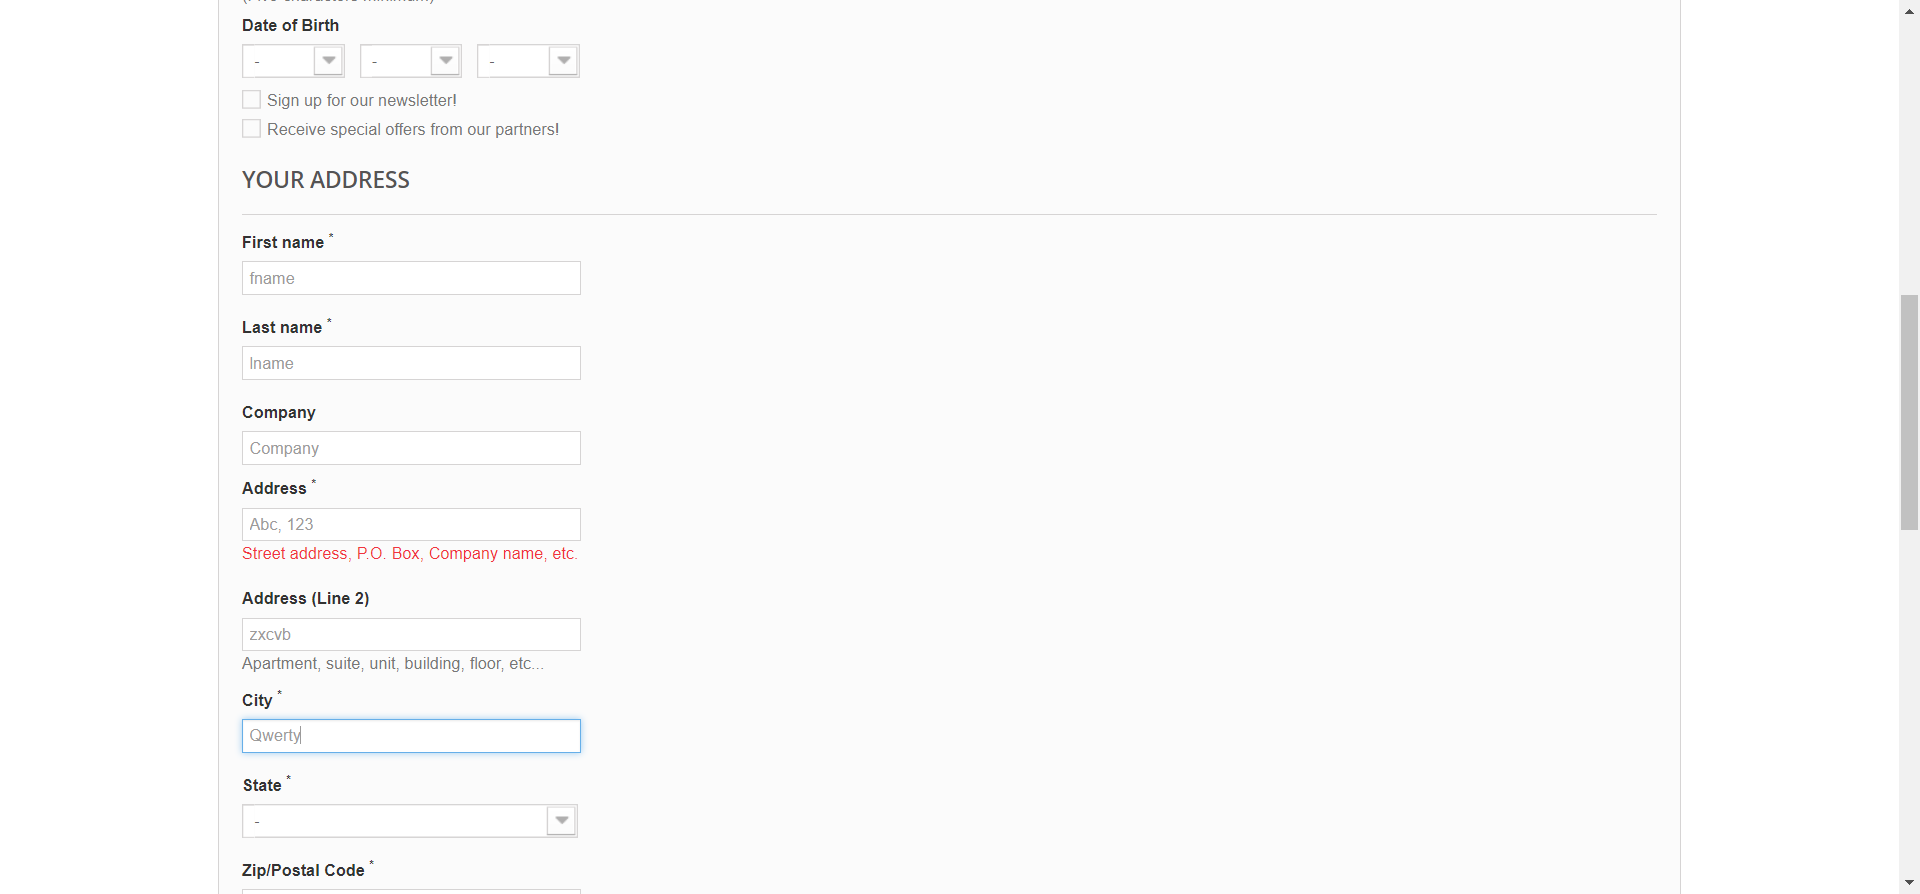 Date of Birth
- - -
Sign up for our newsletter!
Receive special offers from our partners!
YOUR ADDRESS
First name *
fname
Last name *
lname
Company
Company
Address *
Abc, 123
Street address, P.O. Box, Company name, etc.
Address (Line 2)
zxcvb
Apartment, suite, unit, building, floor, etc...
City *
Qwerty
State *
-
Zip/Postal Code *